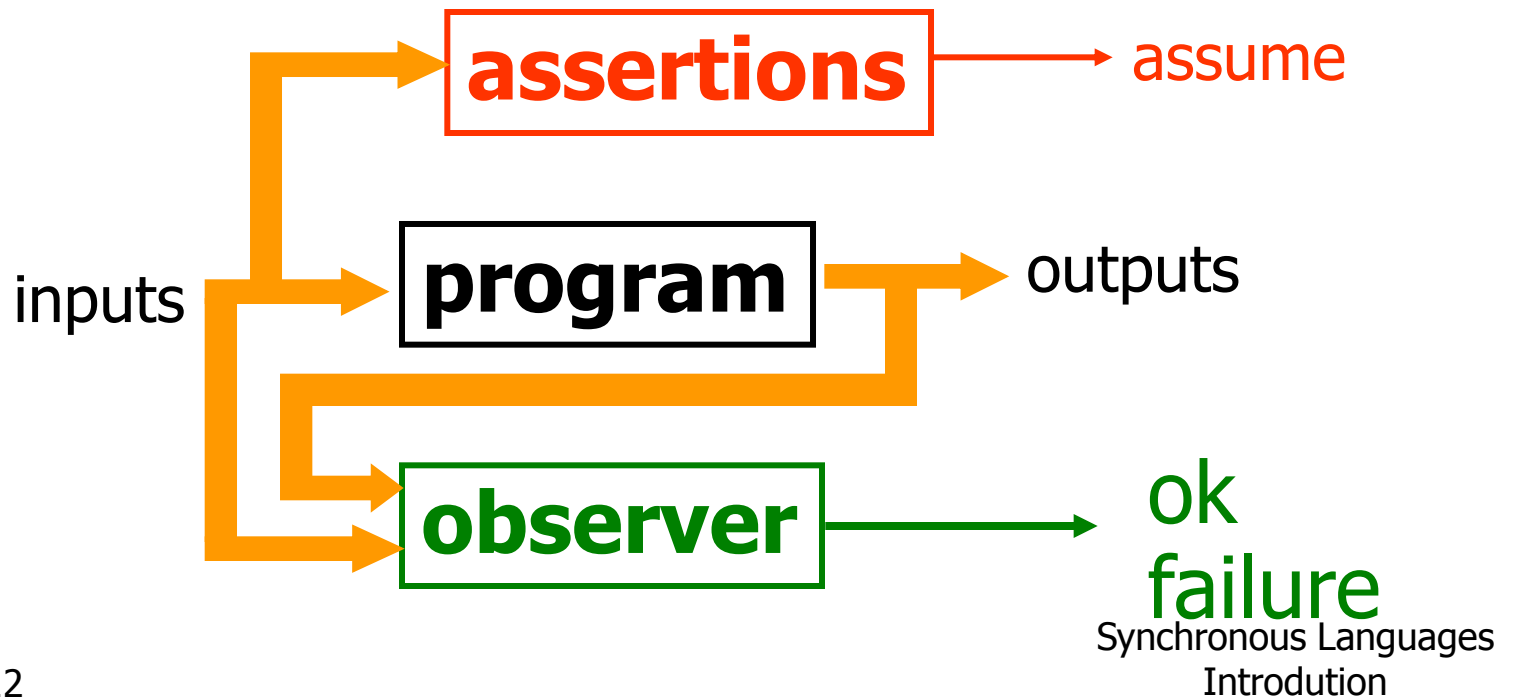 assertions
assume
inputs
program
outputs
observer
ok
failure
Synchronous Languages
Introdution
2